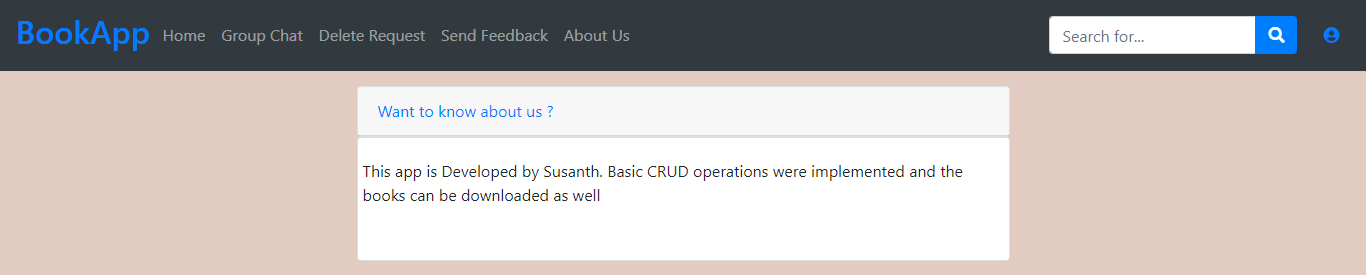 BookApp Home Group Chat Delete Request Send Feedback About Us Search for...
Want to know about us ?
This app is Developed by Susanth. Basic CRUD operations were implemented and the
books can be downloaded as well